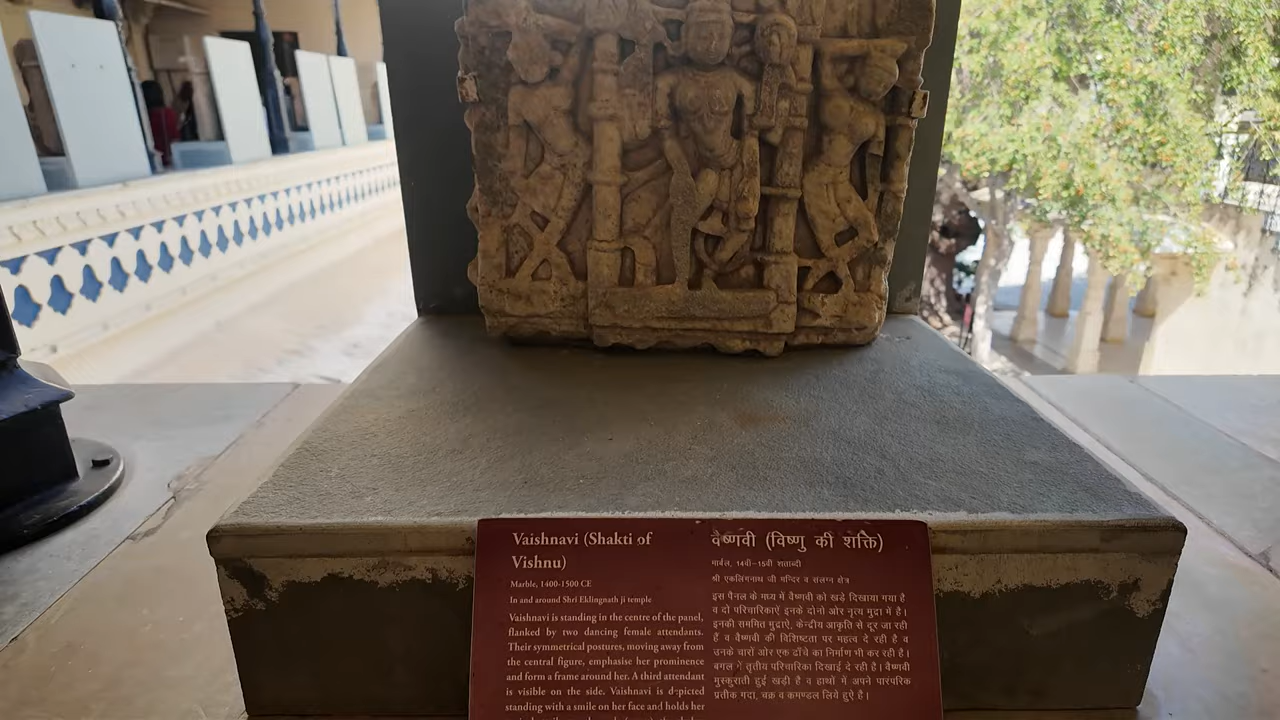 Vaishnavi (Shakti of
Vishnu)
Marble, 1400-1500 CE
In and around Shri Eklingnath ji temple
Vaishnavi is standing in the centre of the panel,
flanked by two dancing female attendants.
Their symmetrical postures, moving away from
the central figure, emphasise her prominence
and form a frame around her. A third attendant
is visible on the side. Vaishnavi is depicted
standing with a smile on her face and holds her
वैष्णवी (विष्णु की शक्ति)
मार्बल, 14वीं-15वीं शताब्दी
श्री एकलिंगनाथ जी मन्दिर व संलग्न क्षेत्र
इस पैनल के मध्य में वैष्णवी को खड़े दिखाया गया है
व दो परिचारिकाऐं इनके दोनों ओर नृत्य मुद्रा में है।
इनकी सममित मुद्राऐं, केन्द्रीय आकृति से दूर जा रही
हैं व वैष्णवी की विशिष्टता पर महत्व दे रही है व
उनके चारों ओर एक ढाँचे का निर्माण भी कर रही है।
बगल में तृतीय परिचारिका दिखाई दे रही है। वैष्णवी
मुस्कुराती हुई खड़ी है व हाथों में अपने पारंपरिक
प्रतीक गदा, चक्र व कमण्डल लिये हुऐ है।